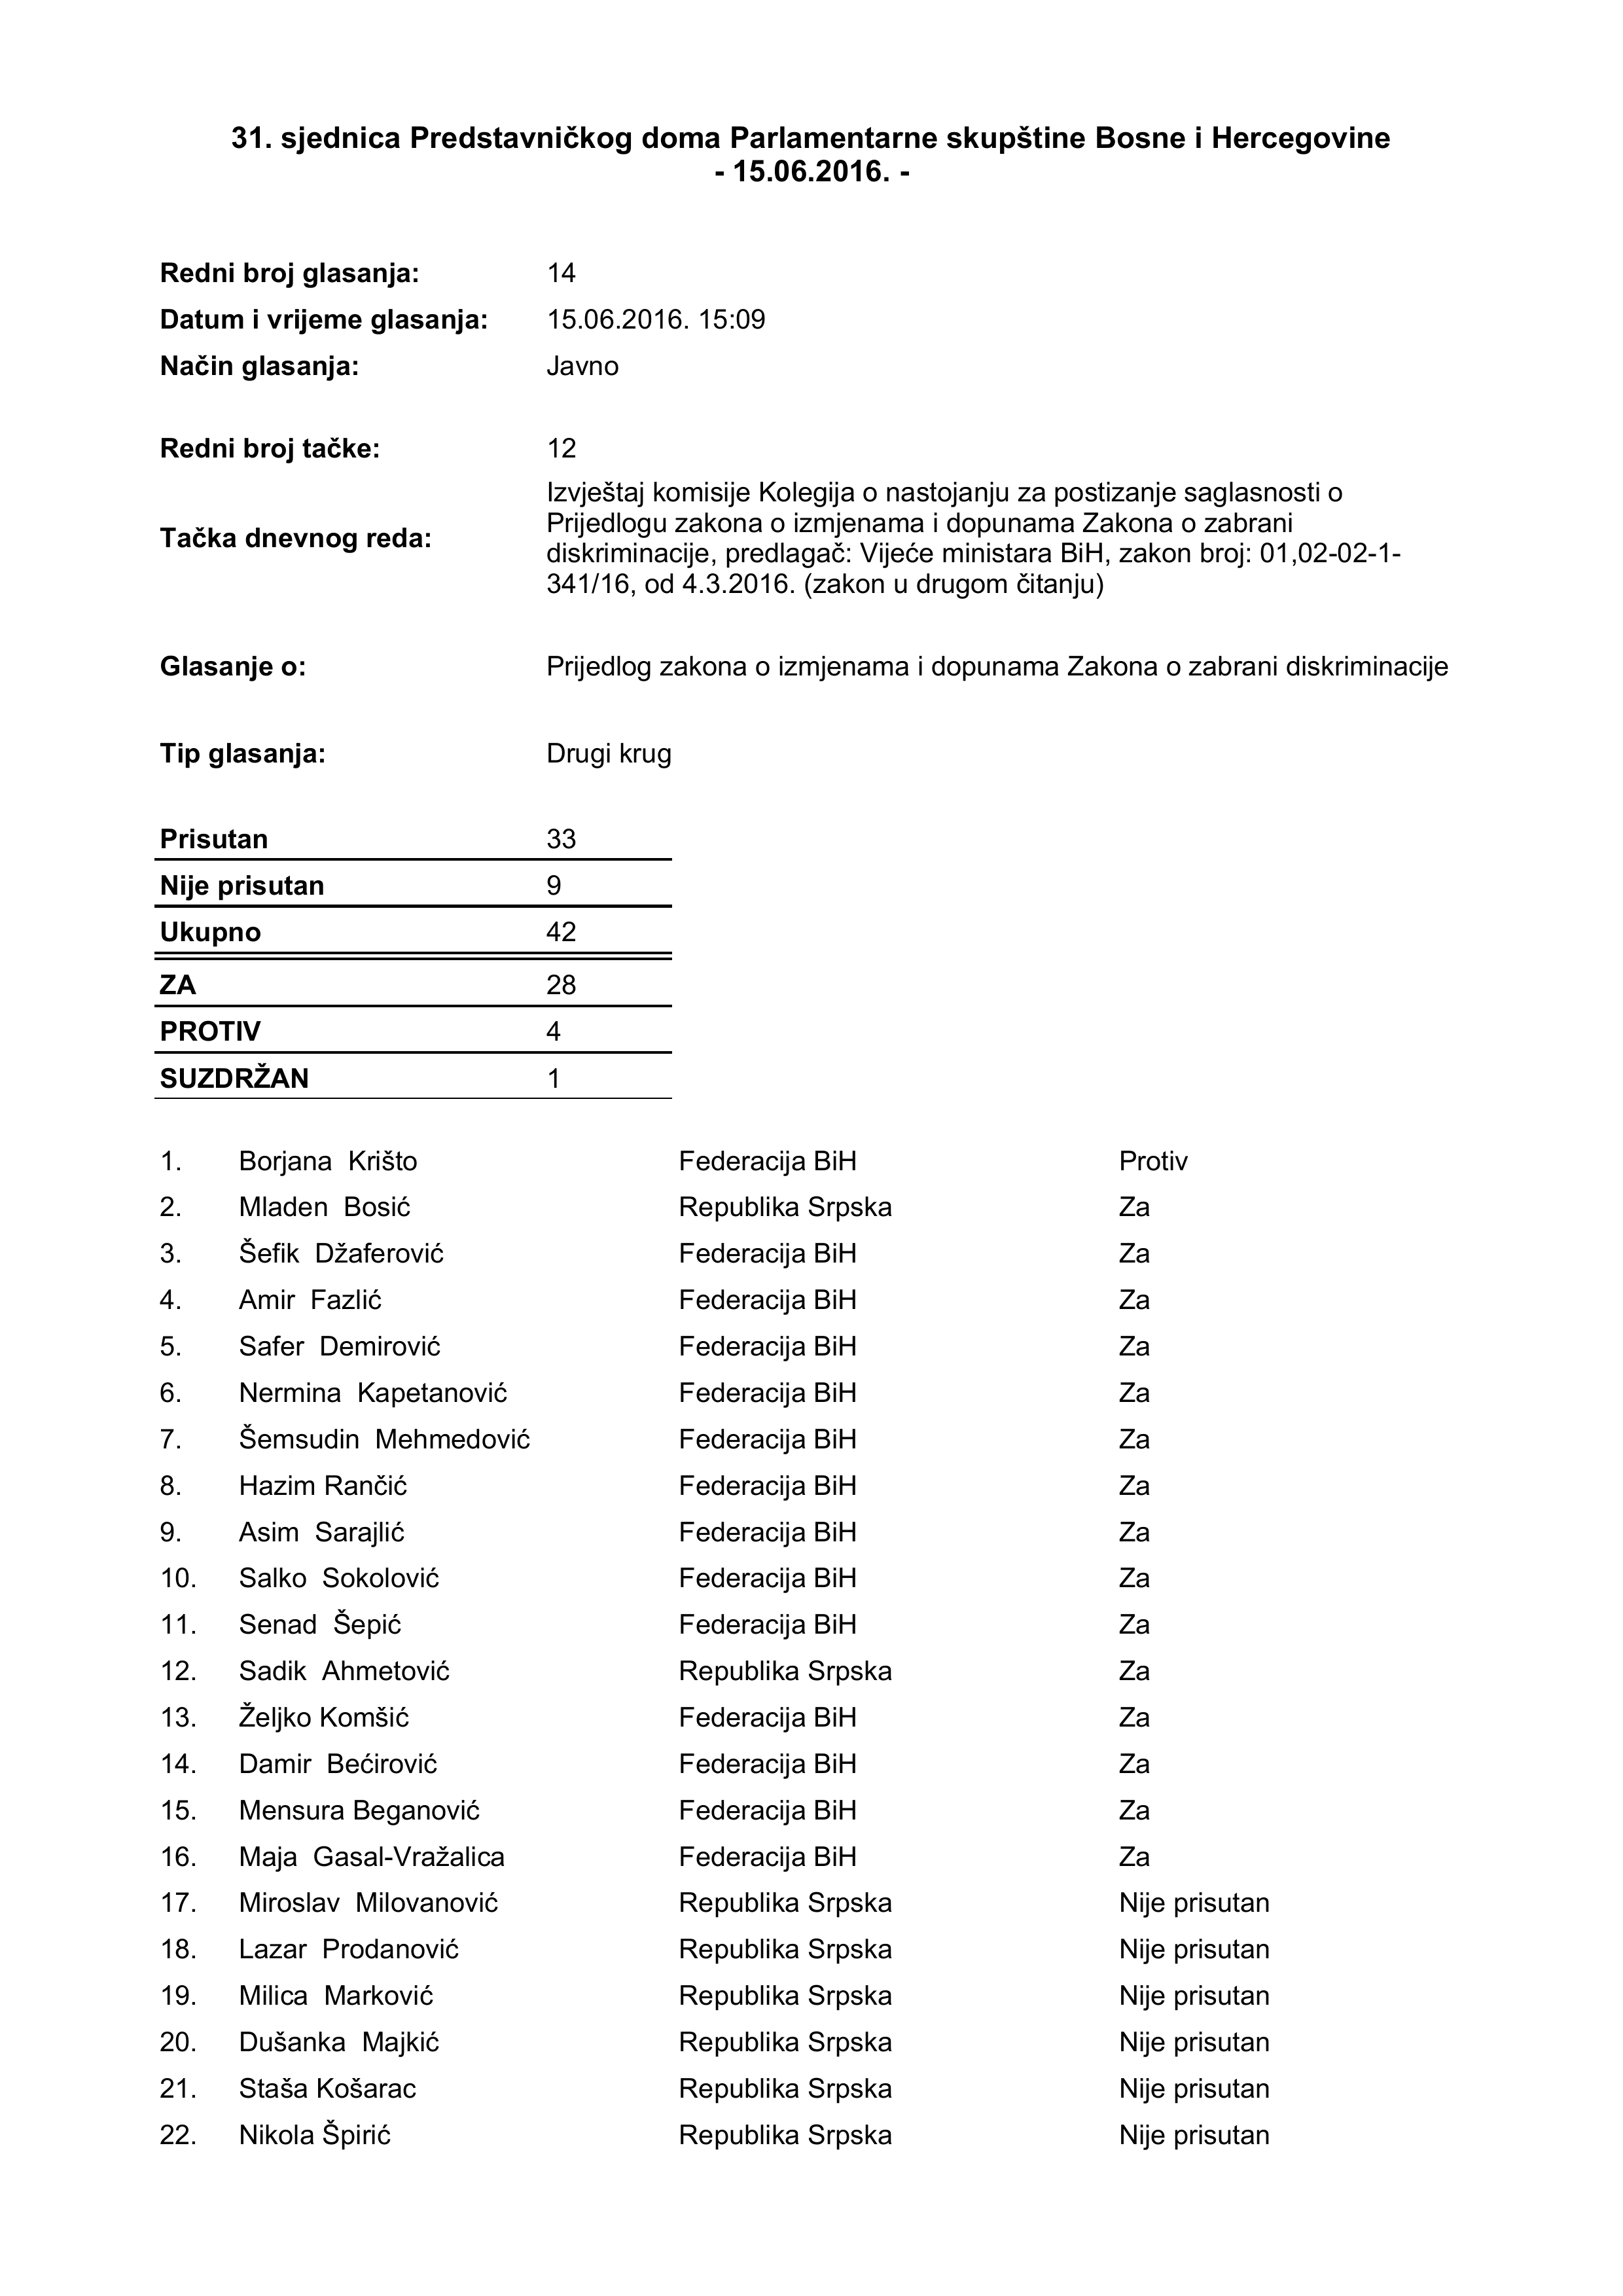 31. sjednica Predstavničkog doma Parlamentarne skupštine Bosne i Hercegovine
- 15.06.2016. -
Redni broj glasanja: 14
Datum i vrijeme glasanja: 15.06.2016. 15:09
Način glasanja: Javno
Redni broj tačke: 12
Tačka dnevnog reda:
Izvještaj komisije Kolegija o nastojanju za postizanje saglasnosti o
Prijedlogu zakona o izmjenama i dopunama Zakona o zabrani
diskriminacije, predlagač: Vijeće ministara BiH, zakon broj: 01,02-02-1-
341/16, od 4.3.2016. (zakon u drugom čitanju)
Glasanje o: Prijedlog zakona o izmjenama i dopunama Zakona o zabrani diskriminacije
Tip glasanja: Drugi krug
Prisutan 33
Nije prisutan 9
Ukupno 42
ZA 28
PROTIV 4
SUZDRŽAN 1
1. Borjana Krišto Federacija BiH Protiv
2. Mladen Bosić Republika Srpska Za
3. Šefik Džaferović Federacija BiH Za
4. Amir Fazlić Federacija BiH Za
5. Safer Demirović Federacija BiH Za
6. Nermina Kapetanović Federacija BiH Za
7. Šemsudin Mehmedović Federacija BiH Za
8. Hazim Rančić Federacija BiH Za
9. Asim Sarajlić Federacija BiH Za
10. Salko Sokolović Federacija BiH Za
11. Senad Šepić Federacija BiH Za
12. Sadik Ahmetović Republika Srpska Za
13. Željko Komšić Federacija BiH Za
14. Damir Bećirović Federacija BiH Za
15. Mensura Beganović Federacija BiH Za
16. Maja Gasal-Vražalica Federacija BiH Za
17. Miroslav Milovanović Republika Srpska Nije prisutan
18. Lazar Prodanović Republika Srpska Nije prisutan
19. Milica Marković Republika Srpska Nije prisutan
20. Dušanka Majkić Republika Srpska Nije prisutan
21. Staša Košarac Republika Srpska Nije prisutan
22. Nikola Špirić Republika Srpska Nije prisutan